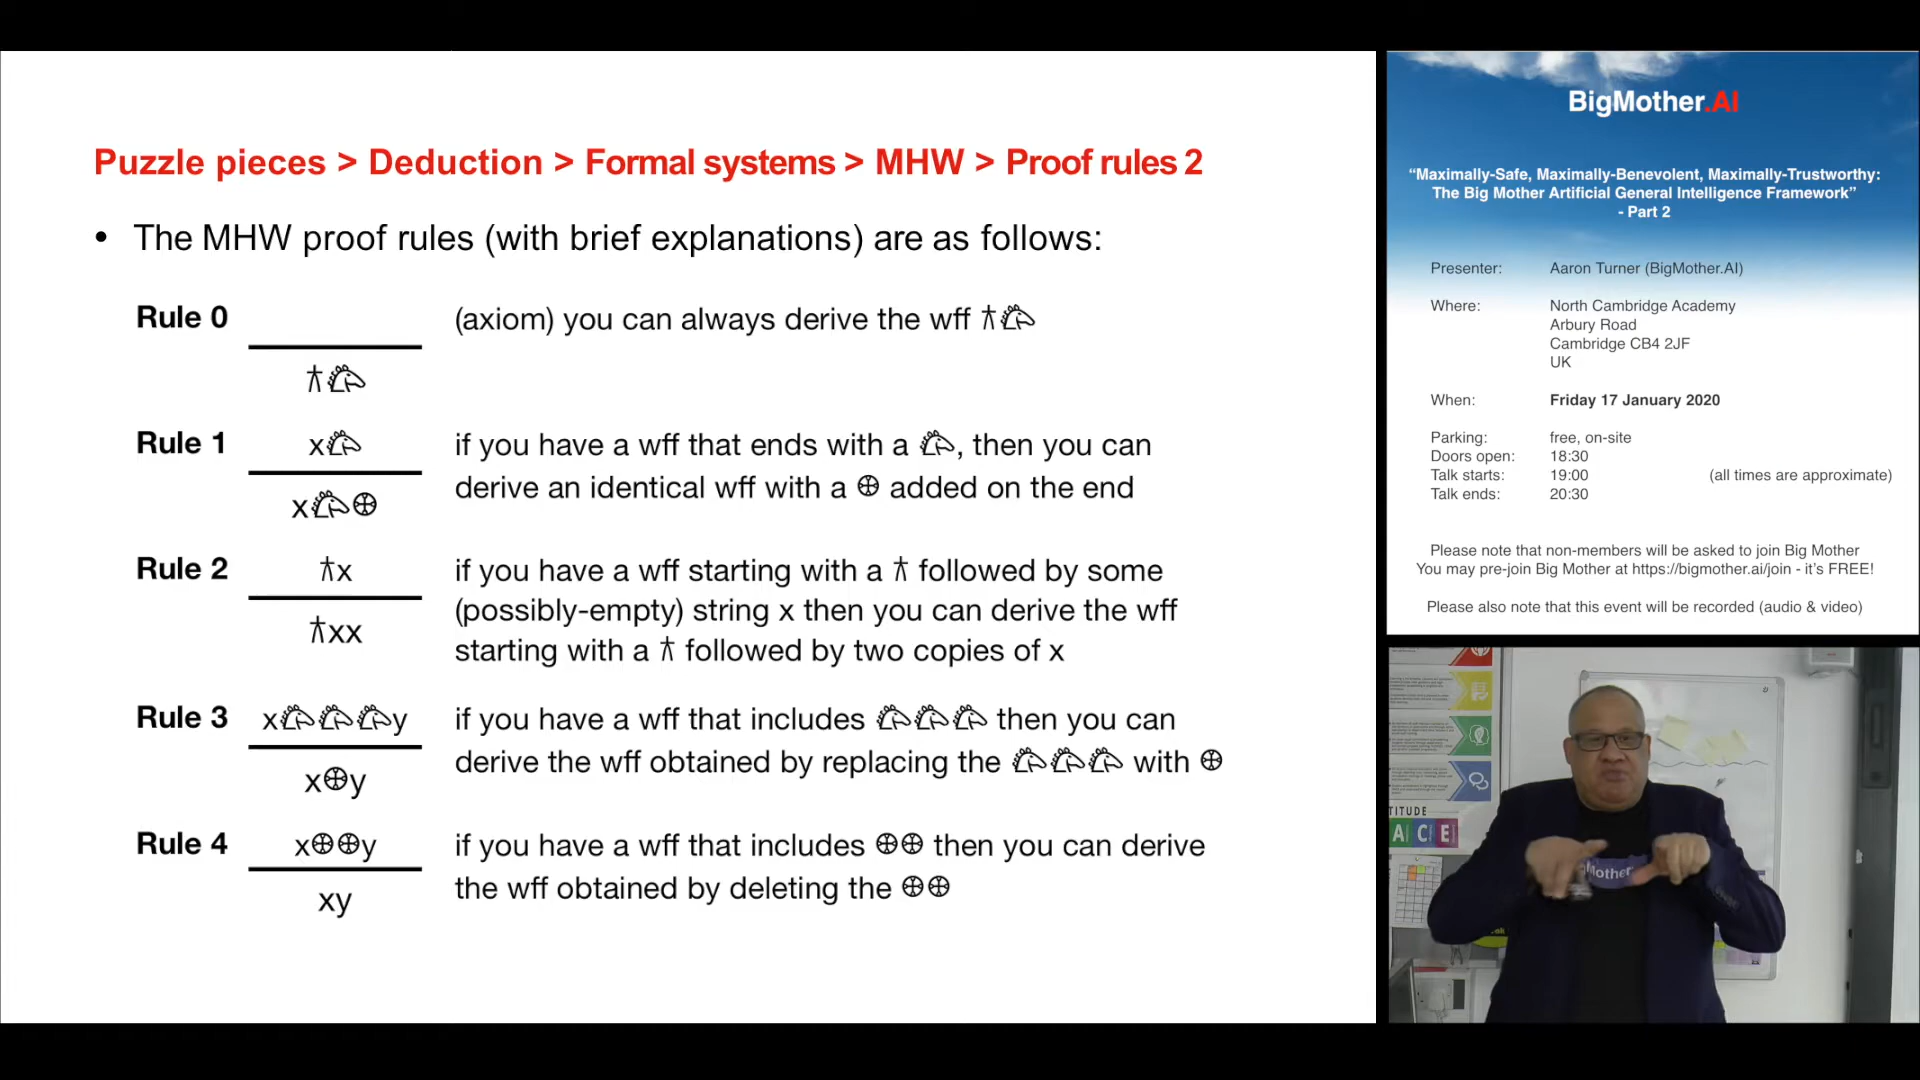 Puzzle pieces > Deduction > Formal systems > MHW > Proof rules 2
• The MHW proof rules (with brief explanations) are as follows:
Rule 0
(axiom) you can always derive the wff
Rule 1
x
x
if you have a wff that ends with a , then you can
derive an identical wff with a added on the end
Rule 2
x
xx
if you have a wff starting with a followed by some
(possibly-empty) string x then you can derive the wff
starting with a followed by two copies of x
Rule 3
x y
x y
if you have a wff that includes then you can
derive the wff obtained by replacing the with
Rule 4
x y
xy
if you have a wff that includes then you can derive
the wff obtained by deleting the
BigMother.AI
“Maximally-Safe, Maximally-Benevolent, Maximally-Trustworthy:
The Big Mother Artificial General Intelligence Framework”
- Part 2
Presenter: Aaron Turner (BigMother.AI)
Where: North Cambridge Academy
Arbury Road
Cambridge CB4 2JF
UK
When: Friday 17 January 2020
Parking: free, on-site
Doors open: 18:30
Talk starts: 19:00 (all times are approximate)
Talk ends: 20:30
Please note that non-members will be asked to join Big Mother
You may pre-join Big Mother at https://bigmother.ai/join - it’s FREE!
Please also note that this event will be recorded (audio & video)
TITUDE
ACE
gMother